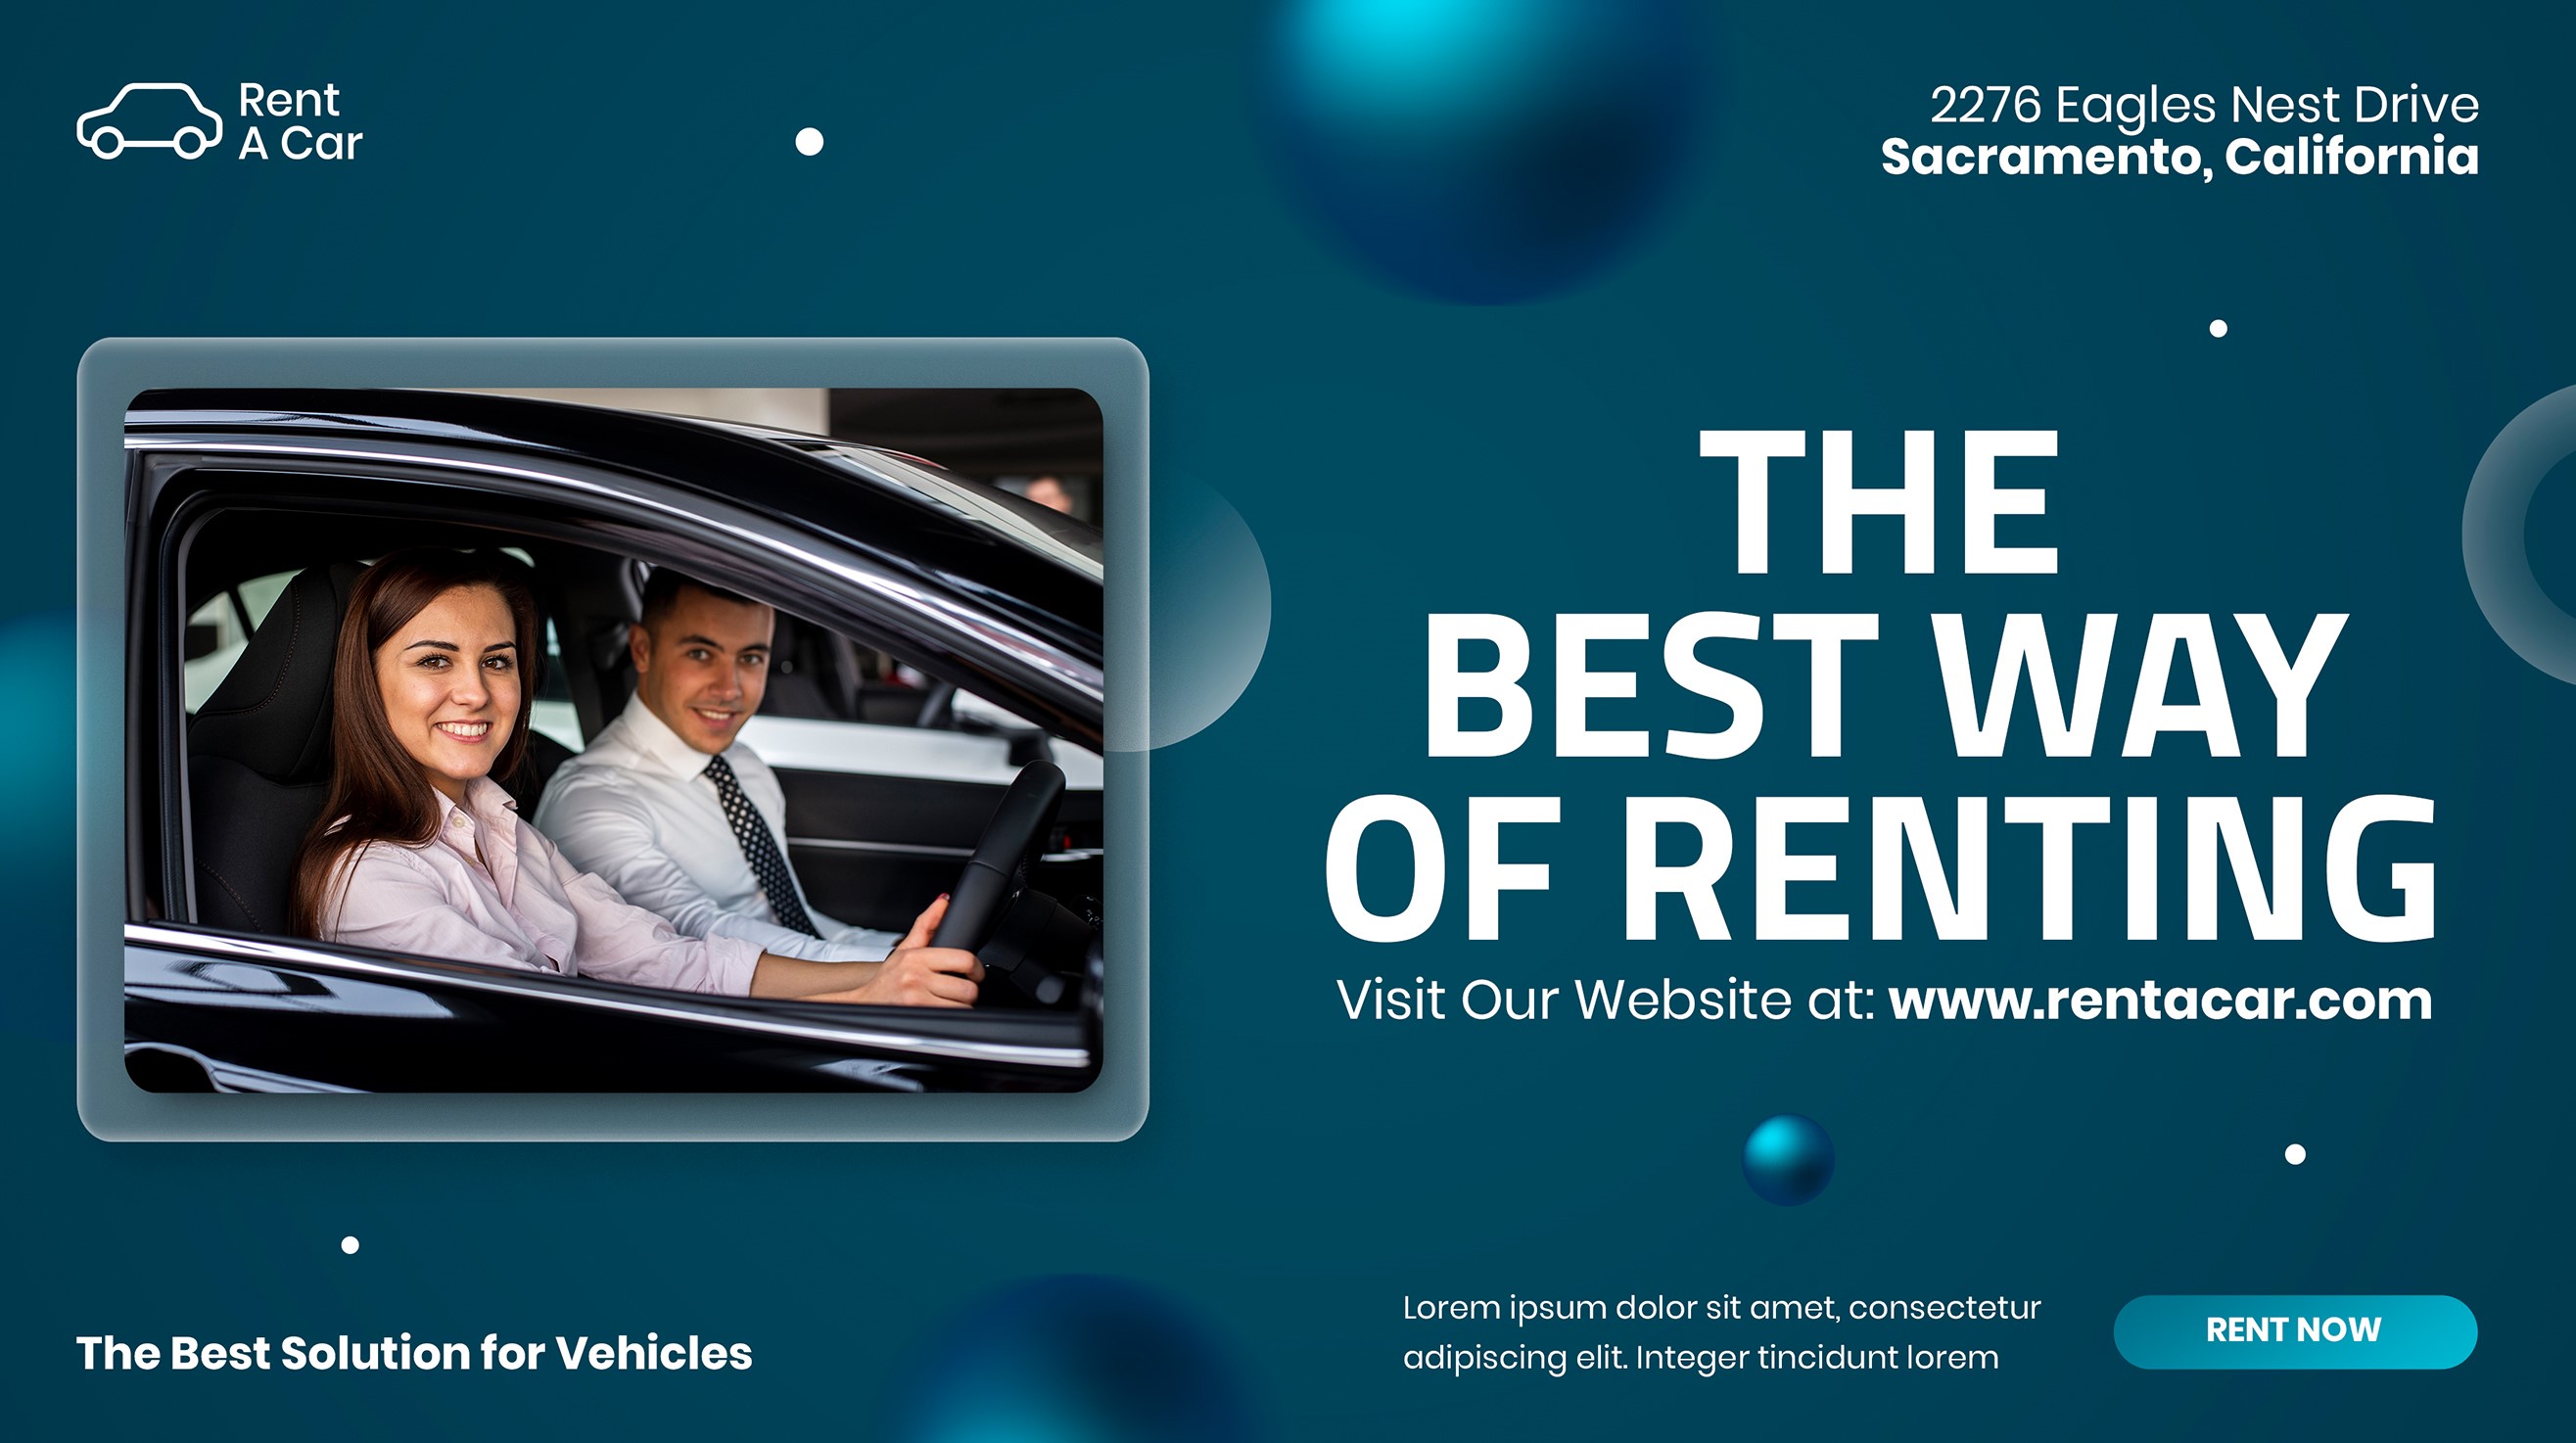 Rent
A Car
2276 Eagles Nest Drive
Sacramento, California
THE
BEST WAY
OF RENTING
Visit Our Website at: www.rentacar.com
The Best Solution for Vehicles
Lorem ipsum dolor sit amet, consectetur
adipiscing elit. Integer tincidunt lorem
RENT NOW